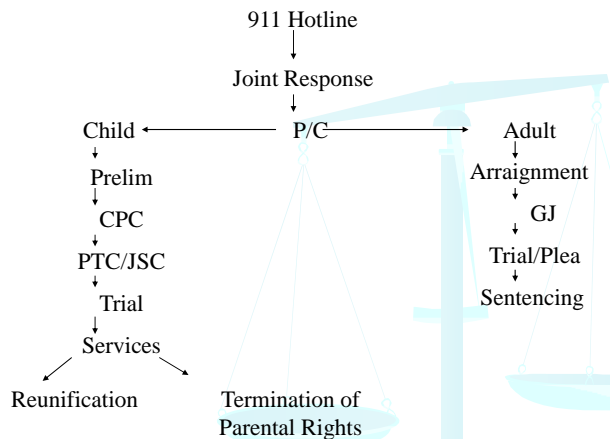 911 Hotline
Joint Response
Child P/C Adult
Prelim Arraignment
CPC GJ
PTC/JSC Trial/Plea
Trial Sentencing
Services
Reunification Termination of
Parental Rights